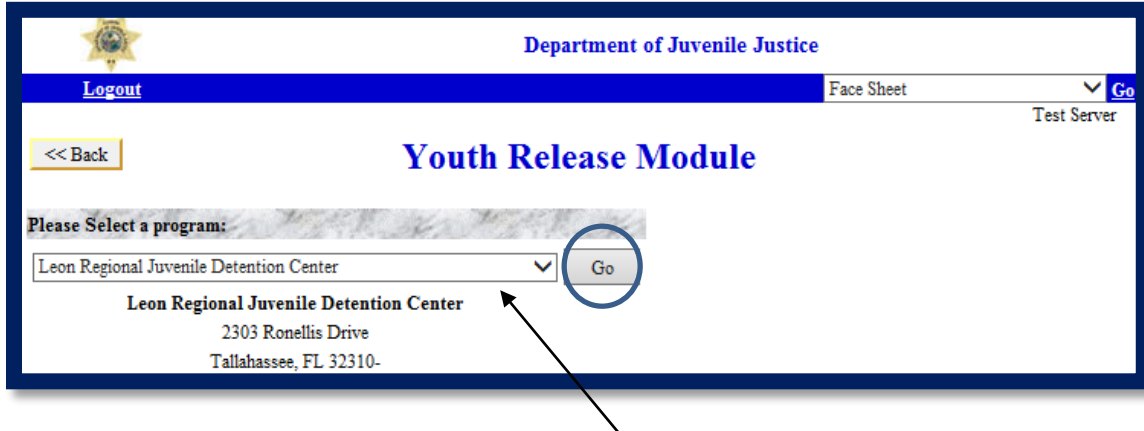 Department of Juvenile Justice
Logout
Face Sheet
Go
Test Server
<< Back
Youth Release Module
Please Select a program:
Leon Regional Juvenile Detention Center
Go
Leon Regional Juvenile Detention Center
2303 Ronellis Drive
Tallahassee, FL 32310-